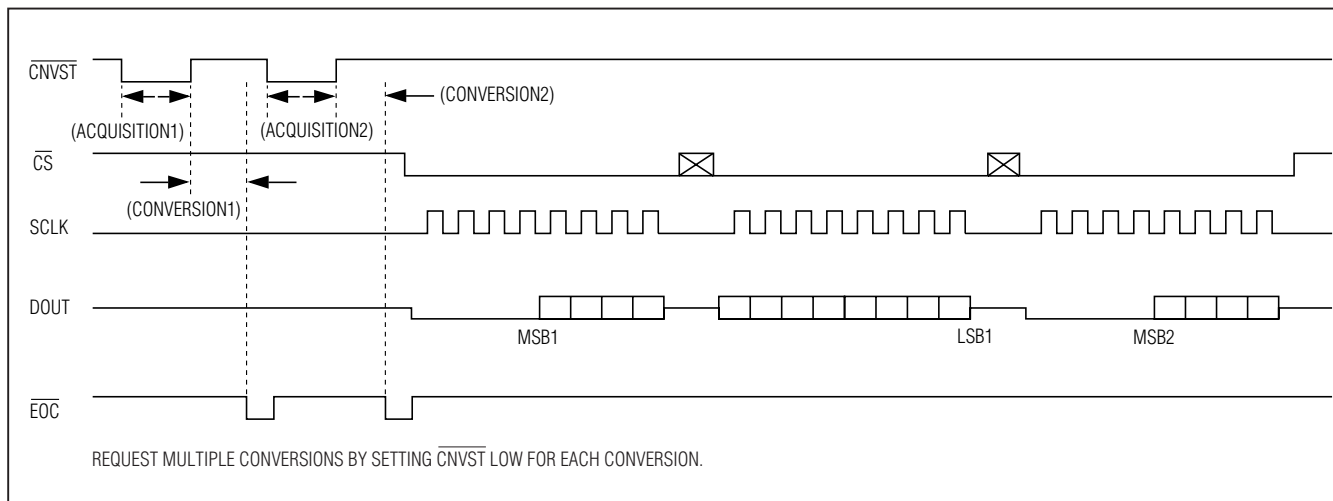 CNVST
(CONVERSION2)
(ACQUISITION1) (ACQUISITION2)
CS
(CONVERSION1)
SCLK
DOUT
MSB1 LSB1 MSB2
EOC
REQUEST MULTIPLE CONVERSIONS BY SETTING CNVST LOW FOR EACH CONVERSION.